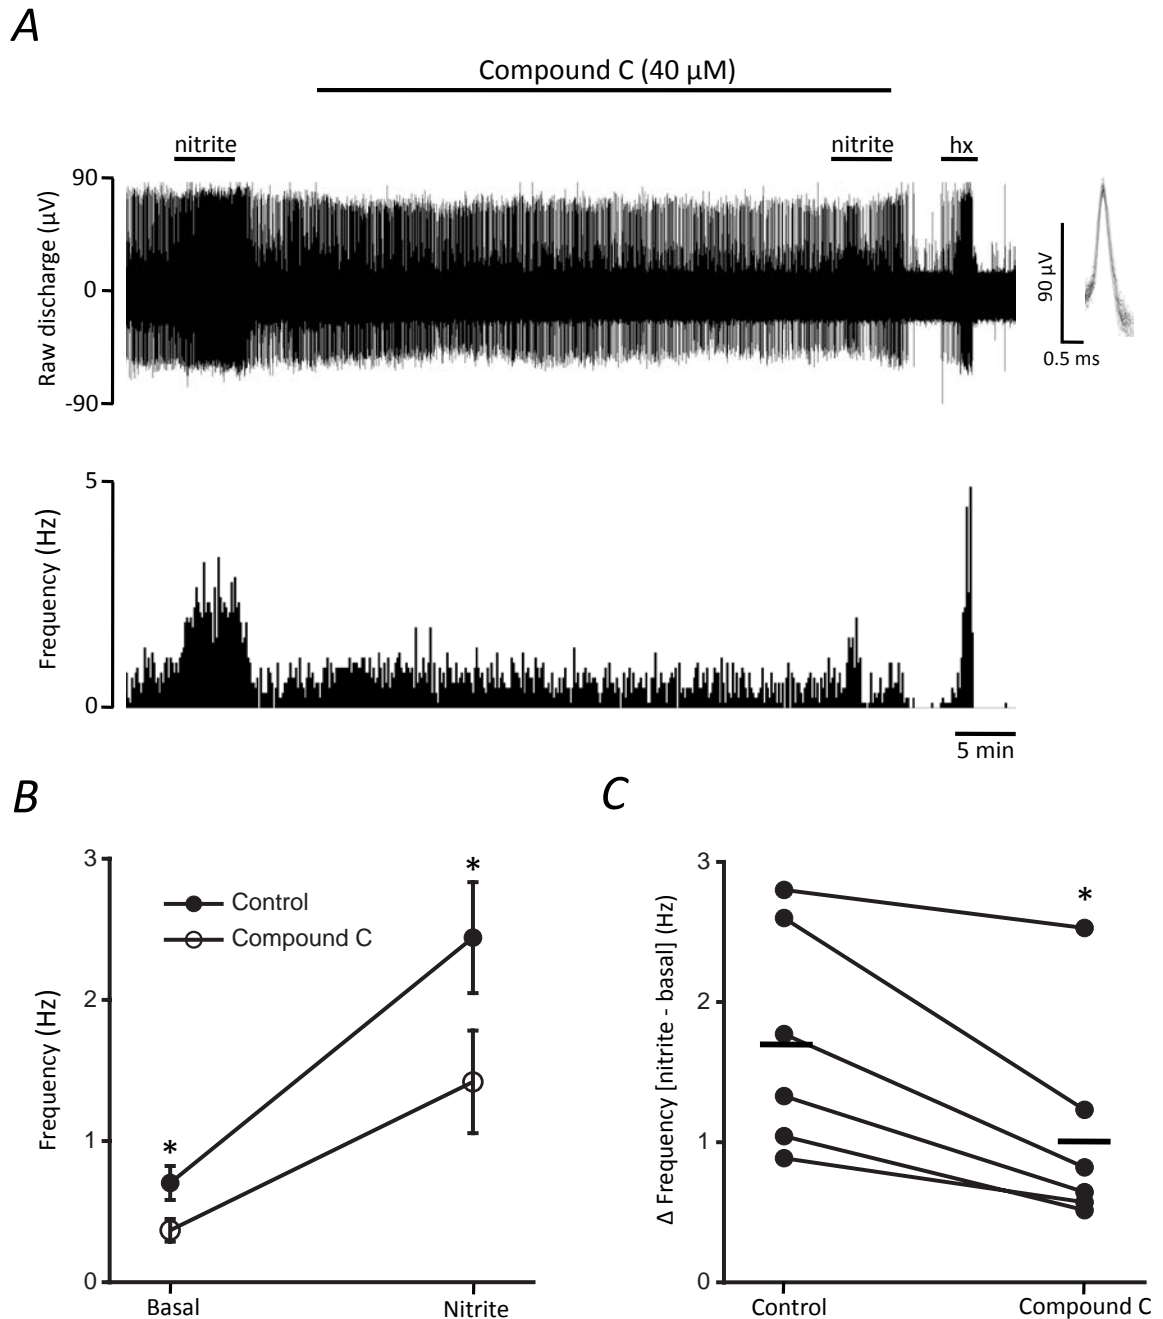 A
Compound C (40 µM)
nitrite
nitrite
hx
90
0
-90
Raw discharge (µV)
90 µV
0.5 ms
5
0
Frequency (Hz)
5 min
B
C
3
2
1
0
Frequency (Hz)
*
*
Control
Compound C
Basal
Nitrite
3
2
1
0
Δ Frequency [nitrite - basal] (Hz)
*
Control
Compound C